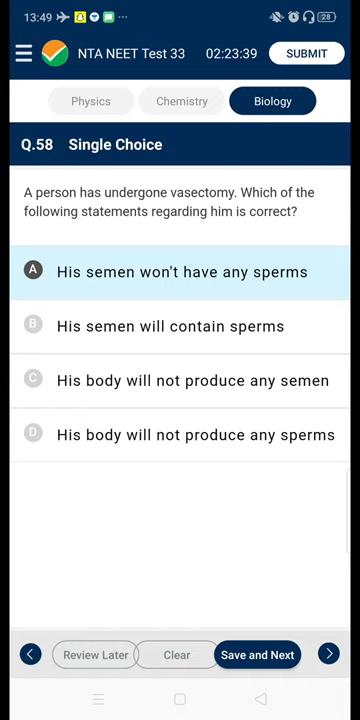 13:49 ... 28
NTA NEET Test 33 02:23:39 SUBMIT
Physics Chemistry Biology
Q.58 Single Choice
A person has undergone vasectomy. Which of the
following statements regarding him is correct?
A His semen won't have any sperms
B His semen will contain sperms
C His body will not produce any semen
D His body will not produce any sperms
Review Later Clear Save and Next